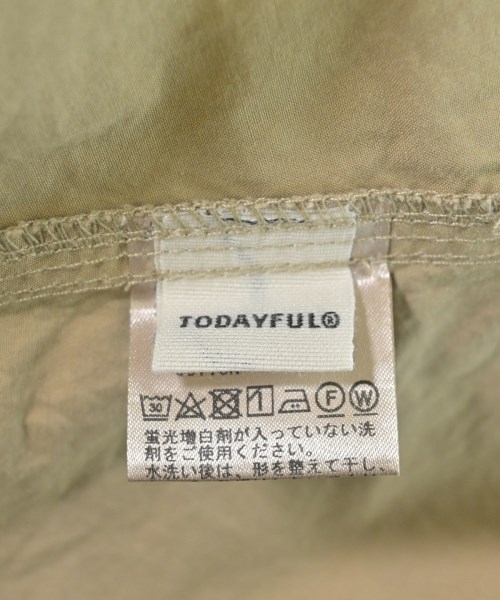 TODAYFUL®
30 F W
蛍光増白剤が入っていない洗
剤をご使用ください。
水洗い後は、形を整えて干し、